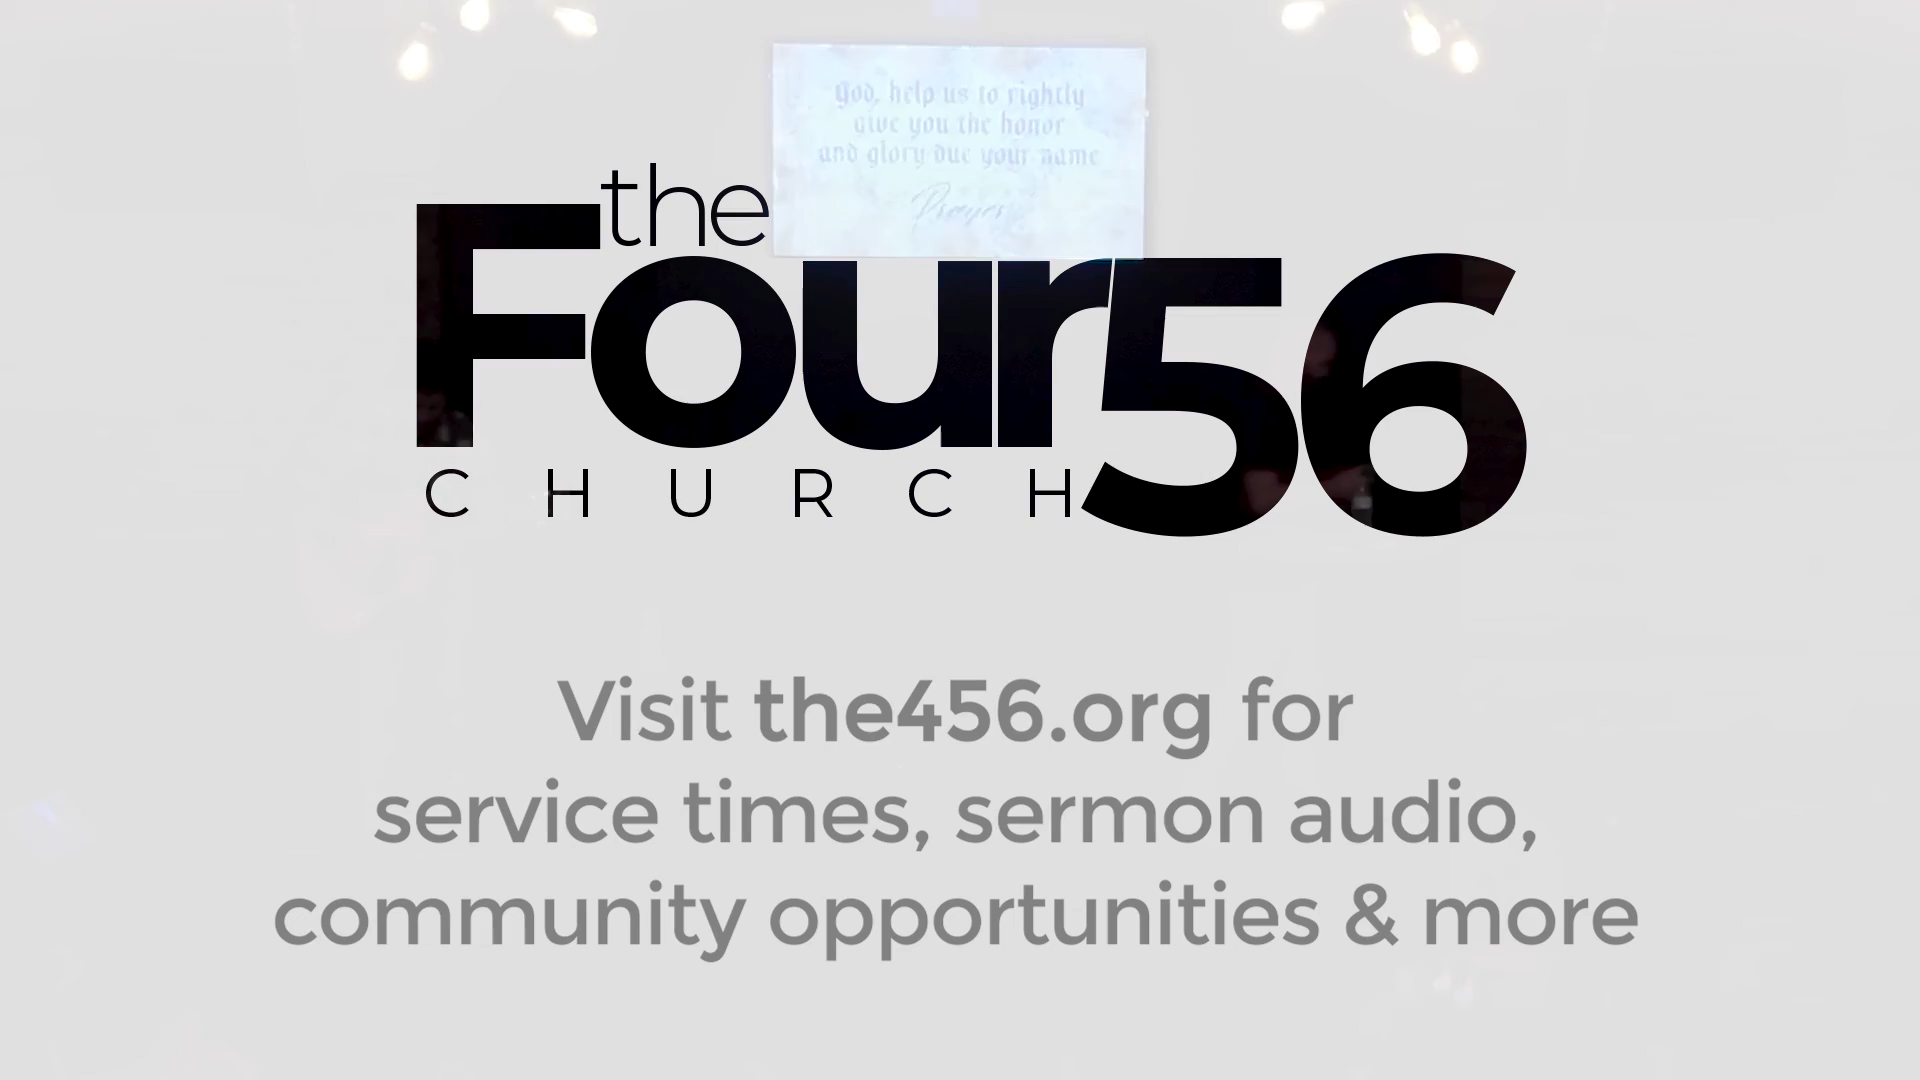 God, help us to rightly
give you the honor
and glory due your name
Prayer
the
Four56
CHURCH
Visit the456.org for
service times, sermon audio,
community opportunities & more